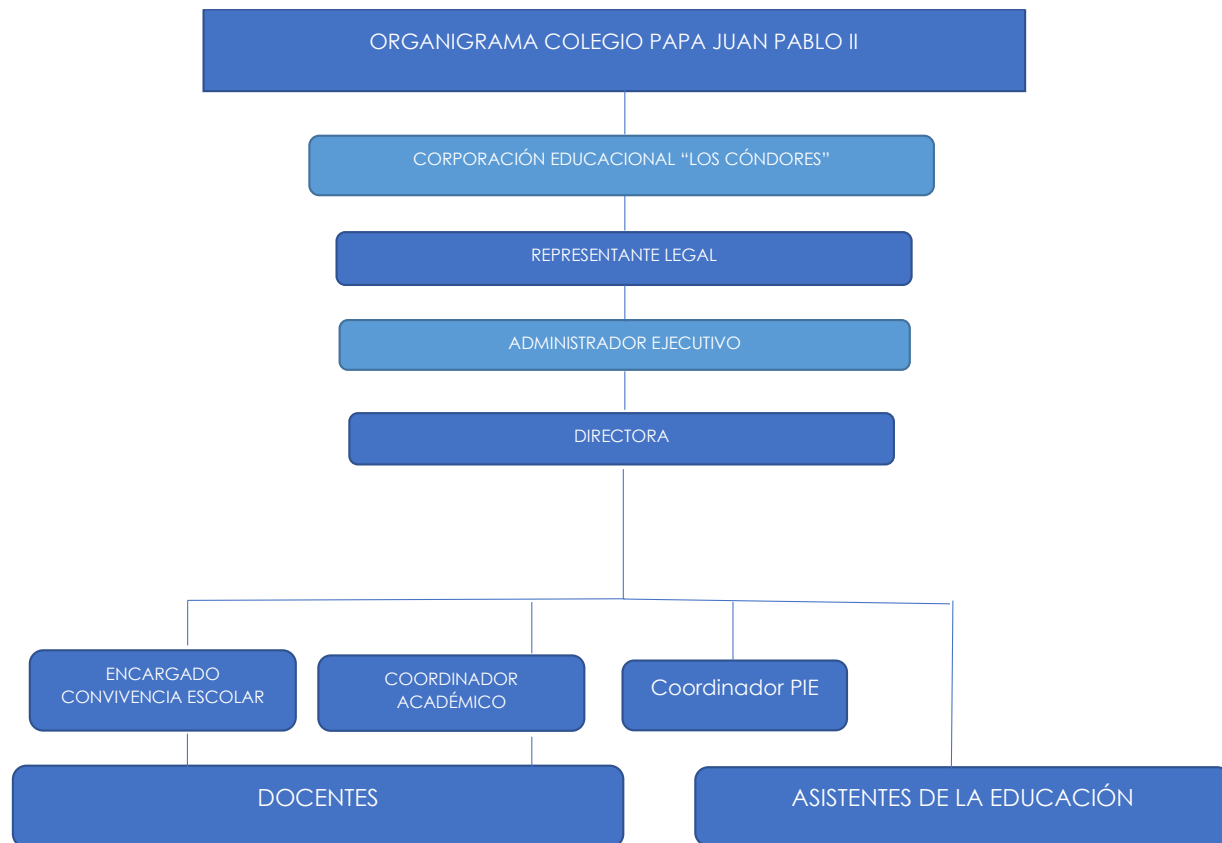 ORGANIGRAMA COLEGIO PAPA JUAN PABLO II
CORPORACIÓN EDUCACIONAL “LOS CÓNDORES”
REPRESENTANTE LEGAL
ADMINISTRADOR EJECUTIVO
DIRECTORA
ENCARGADO
CONVIVENCIA ESCOLAR
COORDINADOR
ACADÉMICO
Coordinador PIE
DOCENTES
ASISTENTES DE LA EDUCACIÓN